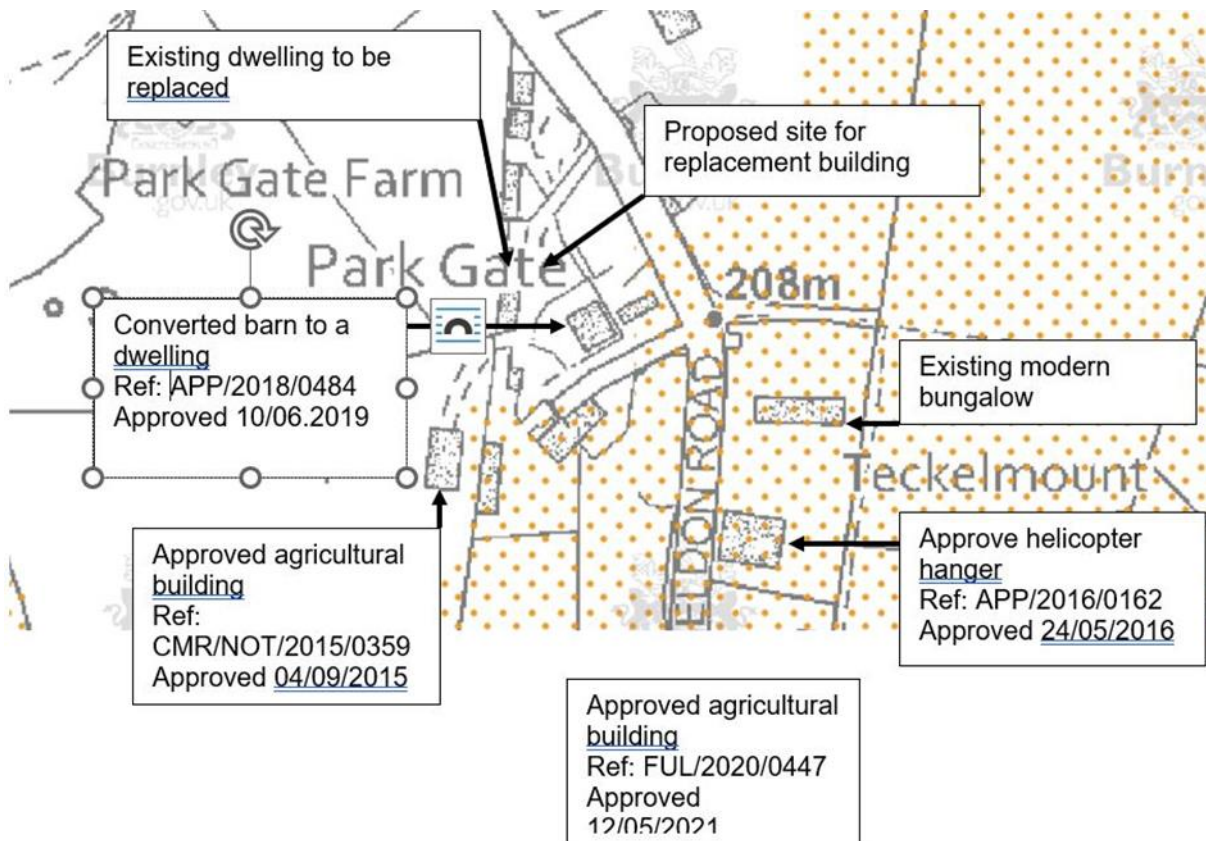 Existing dwelling to be
replaced
Proposed site for
replacement building
Burnley
.gov.uk
Park Gate Farm
Park Gate
208m
Converted barn to a
dwelling
Ref: APP/2018/0484
Approved 10/06.2019
Existing modern
bungalow
Teckelmount
Approved agricultural
building
Ref:
CMR/NOT/2015/0359
Approved 04/09/2015
Approve helicopter
hanger
Ref: APP/2016/0162
Approved 24/05/2016
ROAD
Approved agricultural
building
Ref: FUL/2020/0447
Approved
12/05/2021